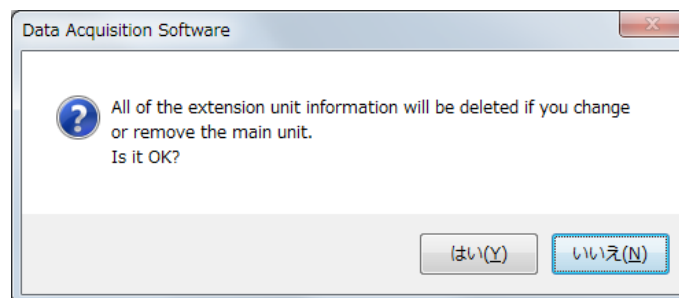 Data Acquisition Software
All of the extension unit information will be deleted if you change
or remove the main unit.
Is it OK?
はい(Y) いいえ(N)